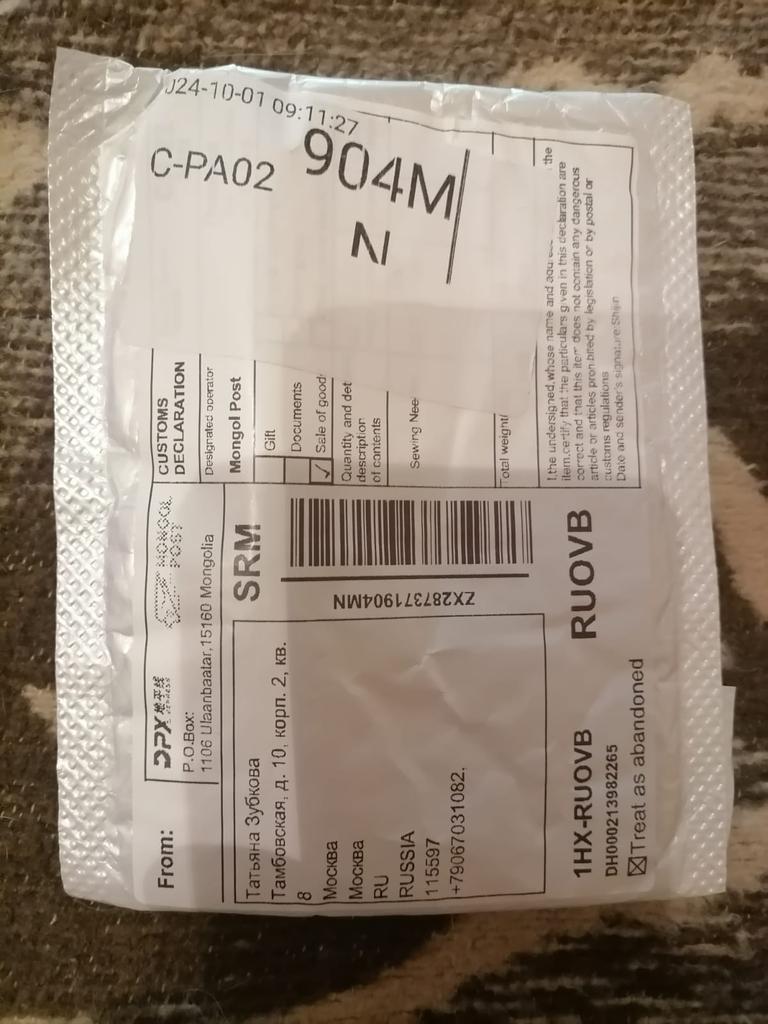 024-10-01 09:11:27
C-PA02
904M
N
From:
DPX
MONGOL
POST
P.O.Box:
1106 Ulaanbaatar, 15160 Mongolia
SRM
ZX287371904MN
Татьяна Зубкова
Тамбовская, д. 10, корп. 2, кв.
8
Москва
Москва
RU
RUSSIA
115597
+79067031082,
1HX-RUOVB RUOVB
DH000213982265
☒Treat as abandoned
CUSTOMS
DECLARATION
Designated operator
Mongol Post
Gift
Documents
✓ Sale of good
Quantity and det
description
of contents
Sewing Nee
Total weight/
I,the undersigned,whose name and the
item,certify that the particulars given in this declaration are
correct and that this item does not contain any dangerous
article or articles prohibited by legislation or by postal or
customs regulations
Date and sender's signature:Shijin